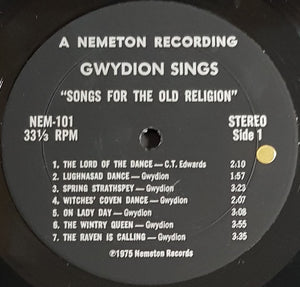 A NEMETON RECORDING
GWYDION SINGS
"SONGS FOR THE OLD RELIGION"
NEM-101 STEREO
33⅓ RPM Side 1
1. THE LORD OF THE DANCE — C.T. Edwards 2:10
2. LUGHNASAD DANCE — Gwydion 1:57
3. SPRING STRATHSPEY — Gwydion 3:23
4. WITCHES' COVEN DANCE — Gwydion 2:07
5. ON LADY DAY — Gwydion 3:08
6. THE WINTRY QUEEN — Gwydion 3:55
7. THE RAVEN IS CALLING — Gwydion 3:35
℗1975 Nemeton Records